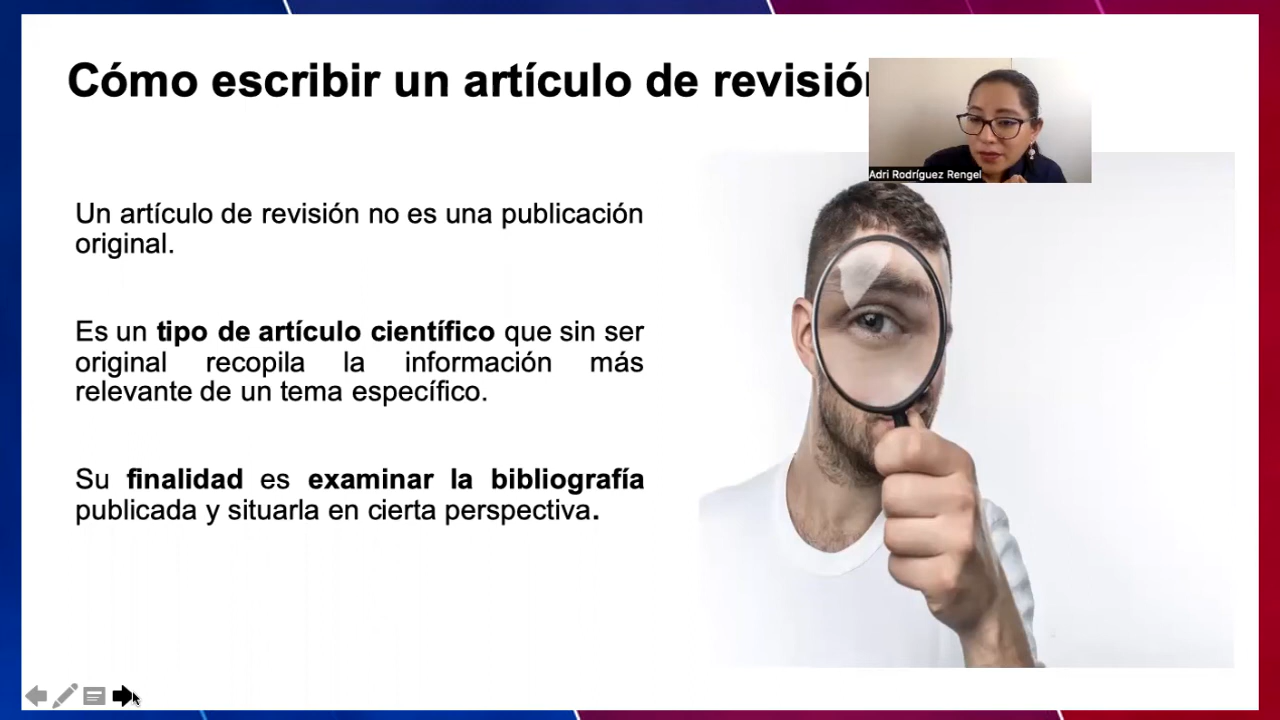 Cómo escribir un artículo de revisión
Adri Rodríguez Rengel
Un artículo de revisión no es una publicación
original.
Es un tipo de artículo científico que sin ser
original recopila la información más
relevante de un tema específico.
Su finalidad es examinar la bibliografía
publicada y situarla en cierta perspectiva.